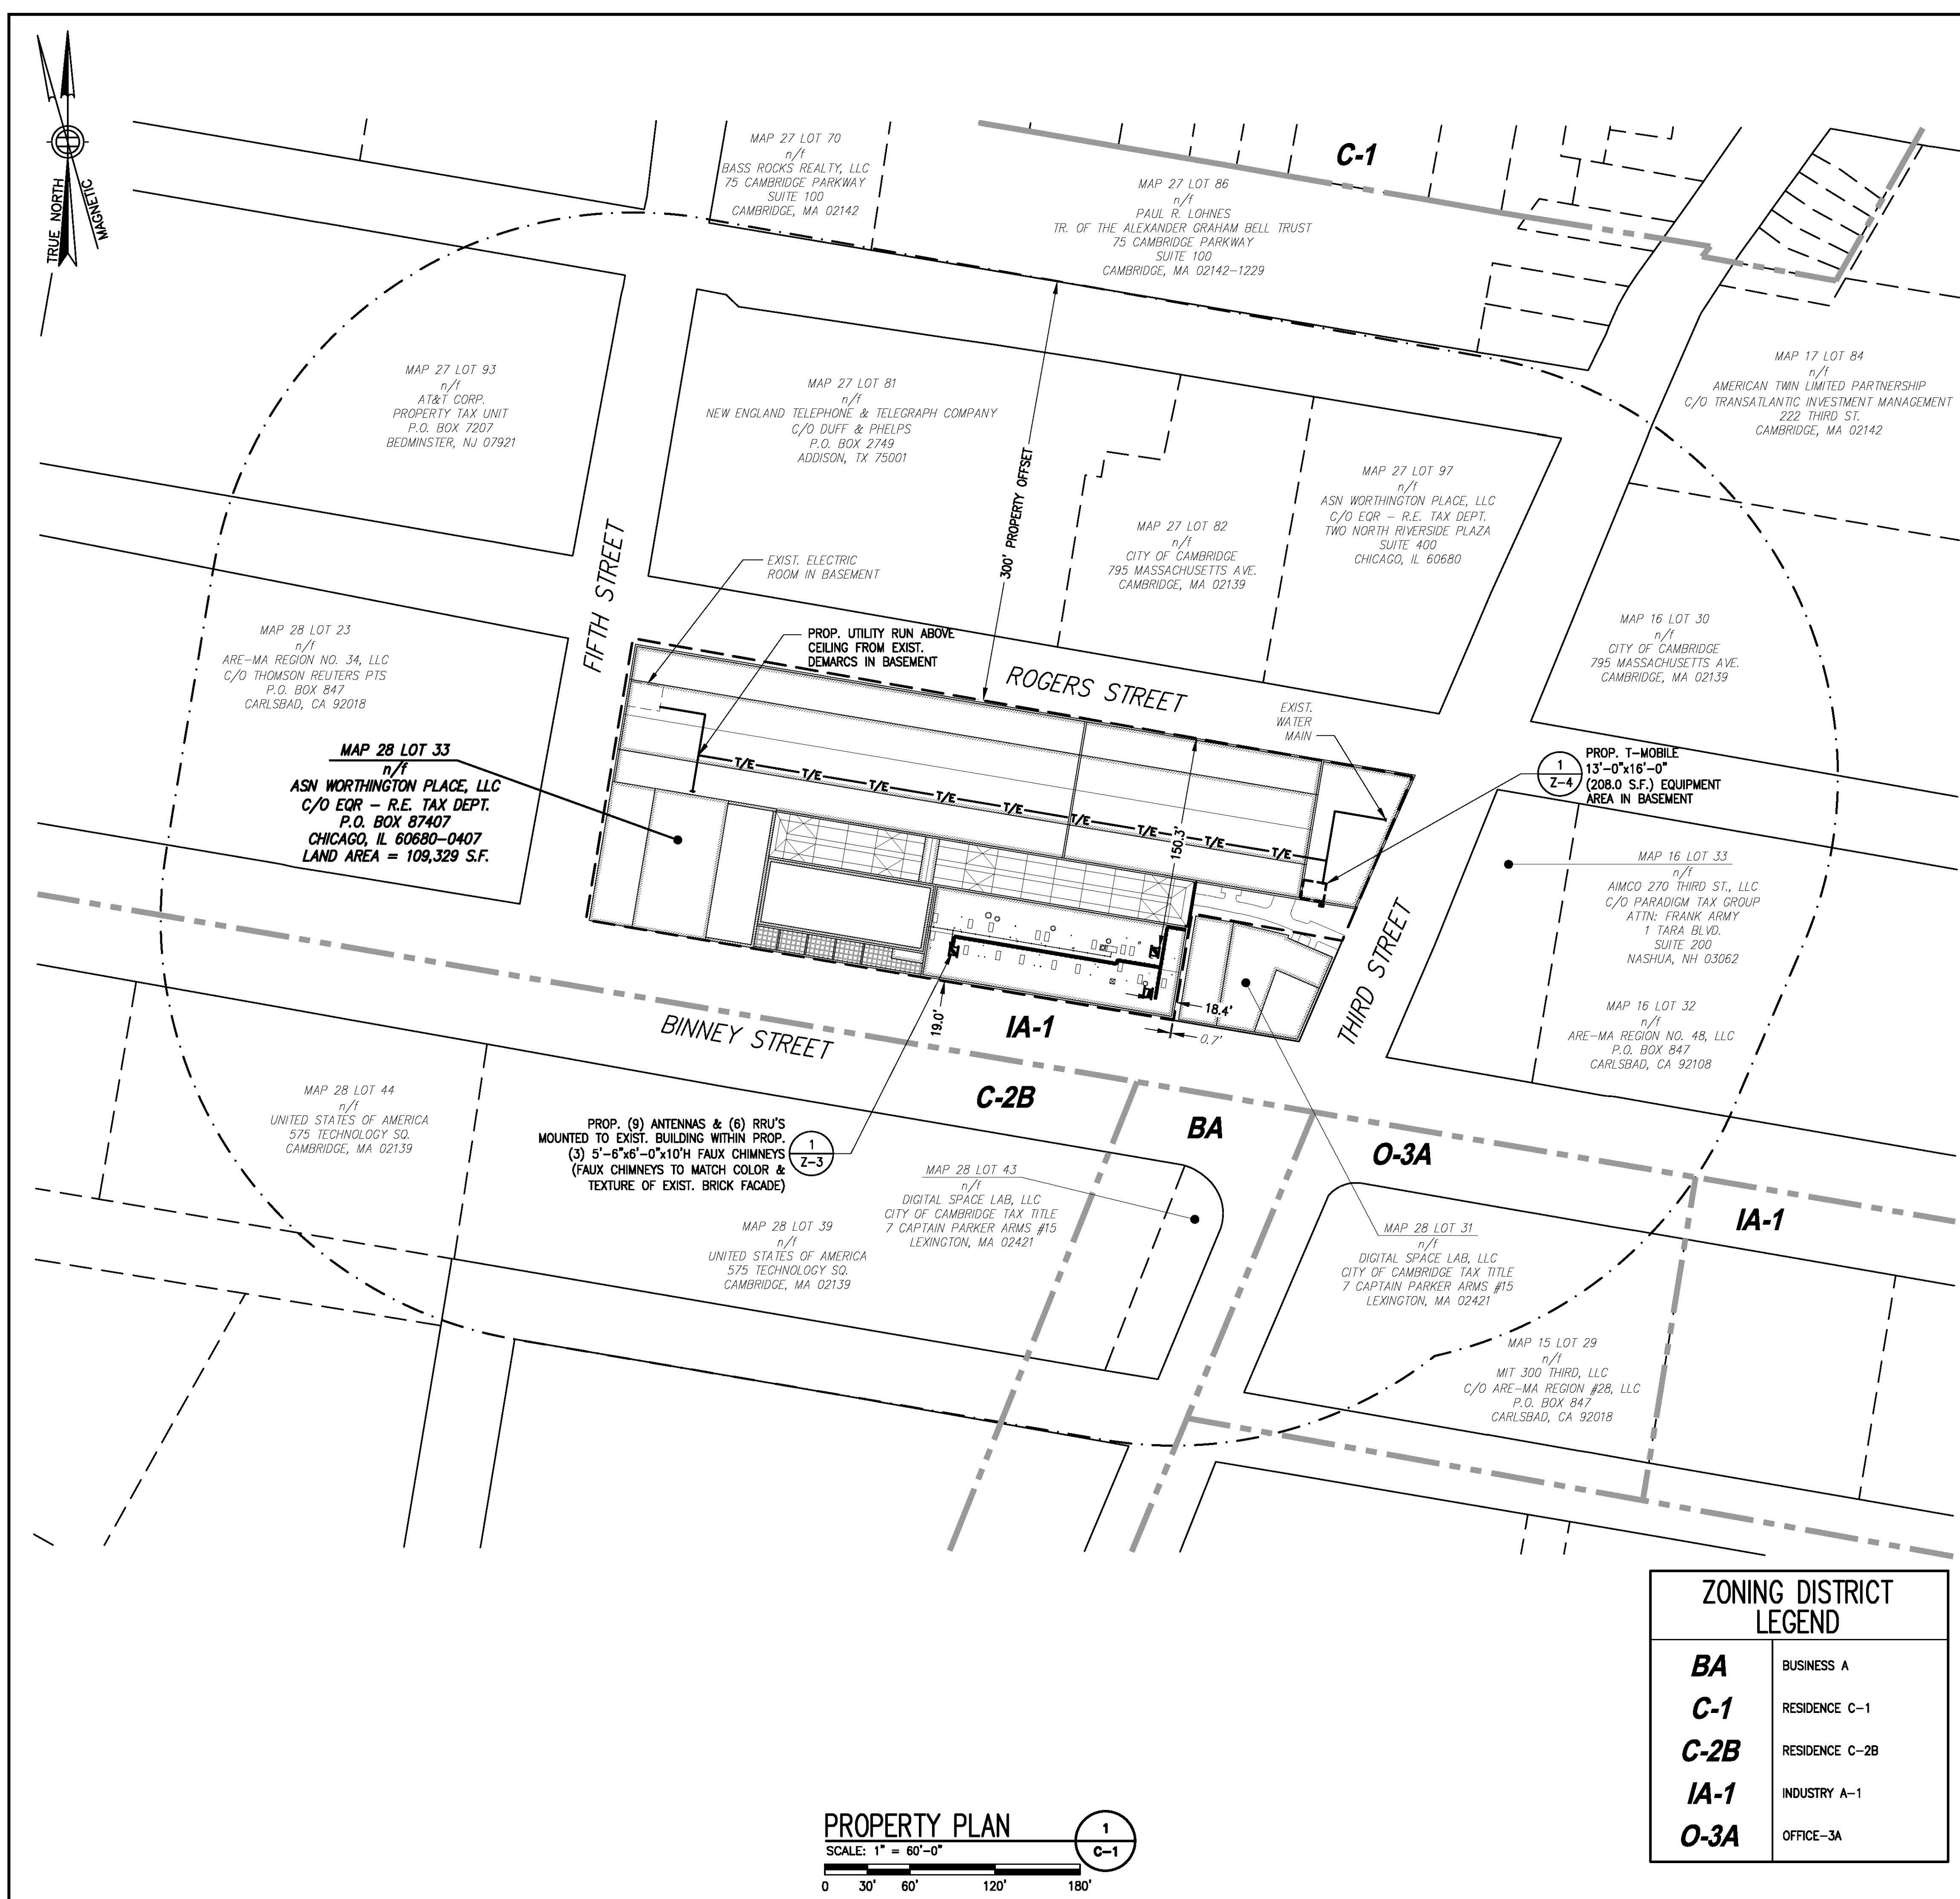 TRUE NORTH
MAGNETIC
MAP 27 LOT 70
n/f
BASS ROCKS REALTY, LLC
75 CAMBRIDGE PARKWAY
SUITE 100
CAMBRIDGE, MA 02142
C-1
MAP 27 LOT 86
n/f
PAUL R. LOHNES
TR. OF THE ALEXANDER GRAHAM BELL TRUST
75 CAMBRIDGE PARKWAY
SUITE 100
CAMBRIDGE, MA 02142-1229
MAP 27 LOT 93
n/f
AT&T CORP.
PROPERTY TAX UNIT
P.O. BOX 7207
BEDMINSTER, NJ 07921
MAP 27 LOT 81
n/f
NEW ENGLAND TELEPHONE & TELEGRAPH COMPANY
C/O DUFF & PHELPS
P.O. BOX 2749
ADDISON, TX 75001
300' PROPERTY OFFSET
MAP 17 LOT 84
n/f
AMERICAN TWIN LIMITED PARTNERSHIP
C/O TRANSATLANTIC INVESTMENT MANAGEMENT
222 THIRD ST.
CAMBRIDGE, MA 02142
MAP 27 LOT 97
n/f
ASN WORTHINGTON PLACE, LLC
C/O EQR - R.E. TAX DEPT.
TWO NORTH RIVERSIDE PLAZA
SUITE 400
CHICAGO, IL 60680
MAP 27 LOT 82
n/f
CITY OF CAMBRIDGE
795 MASSACHUSETTS AVE.
CAMBRIDGE, MA 02139
FIFTH STREET
EXIST. ELECTRIC
ROOM IN BASEMENT
MAP 28 LOT 23
n/f
ARE-MA REGION NO. 34, LLC
C/O THOMSON REUTERS PTS
P.O. BOX 847
CARLSBAD, CA 92018
PROP. UTILITY RUN ABOVE
CEILING FROM EXIST.
DEMARCS IN BASEMENT
ROGERS STREET
MAP 16 LOT 30
n/f
CITY OF CAMBRIDGE
795 MASSACHUSETTS AVE.
CAMBRIDGE, MA 02139
EXIST.
WATER
MAIN
MAP 28 LOT 33
n/f
ASN WORTHINGTON PLACE, LLC
C/O EQR - R.E. TAX DEPT.
P.O. BOX 87407
CHICAGO, IL 60680-0407
LAND AREA = 109,329 S.F.
T/E
T/E
T/E
T/E
T/E
T/E
T/E
T/E
T/E
150.3'
1
Z-4
PROP. T-MOBILE
13'-0"x16'-0"
(208.0 S.F.) EQUIPMENT
AREA IN BASEMENT
MAP 16 LOT 33
n/f
AIMCO 270 THIRD ST., LLC
C/O PARADIGM TAX GROUP
ATTN: FRANK ARMY
1 TARA BLVD.
SUITE 200
NASHUA, NH 03062
THIRD STREET
MAP 16 LOT 32
n/f
ARE-MA REGION NO. 48, LLC
P.O. BOX 847
CARLSBAD, CA 92108
BINNEY STREET
19.0'
IA-1
18.4'
0.7'
MAP 28 LOT 44
n/f
UNITED STATES OF AMERICA
575 TECHNOLOGY SQ.
CAMBRIDGE, MA 02139
C-2B
BA
O-3A
IA-1
PROP. (9) ANTENNAS & (6) RRU'S
MOUNTED TO EXIST. BUILDING WITHIN PROP.
(3) 5'-6"x6'-0"x10'H FAUX CHIMNEYS
(FAUX CHIMNEYS TO MATCH COLOR &
TEXTURE OF EXIST. BRICK FACADE)
1
Z-3
MAP 28 LOT 43
n/f
DIGITAL SPACE LAB, LLC
CITY OF CAMBRIDGE TAX TITLE
7 CAPTAIN PARKER ARMS #15
LEXINGTON, MA 02421
MAP 28 LOT 39
n/f
UNITED STATES OF AMERICA
575 TECHNOLOGY SQ.
CAMBRIDGE, MA 02139
MAP 28 LOT 31
n/f
DIGITAL SPACE LAB, LLC
CITY OF CAMBRIDGE TAX TITLE
7 CAPTAIN PARKER ARMS #15
LEXINGTON, MA 02421
MAP 15 LOT 29
n/f
MIT 300 THIRD, LLC
C/O ARE-MA REGION #28, LLC
P.O. BOX 847
CARLSBAD, CA 92018
ZONING DISTRICT
LEGEND
BA BUSINESS A
C-1 RESIDENCE C-1
C-2B RESIDENCE C-2B
IA-1 INDUSTRY A-1
O-3A OFFICE-3A
PROPERTY PLAN
SCALE: 1" = 60'-0"
1
C-1
0 30' 60' 120' 180'